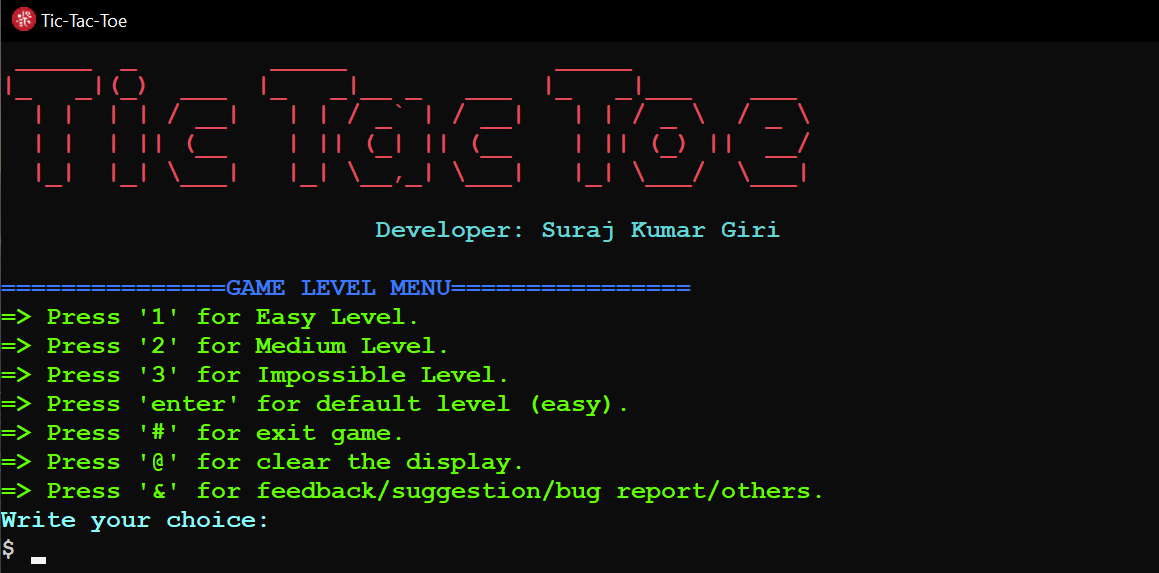 Tic-Tac-Toe
Tic Tac Toe
Developer: Suraj Kumar Giri
===============GAME LEVEL MENU================
=> Press '1' for Easy Level.
=> Press '2' for Medium Level.
=> Press '3' for Impossible Level.
=> Press 'enter' for default level (easy).
=> Press '#' for exit game.
=> Press '@' for clear the display.
=> Press '&' for feedback/suggestion/bug report/others.
Write your choice:
$